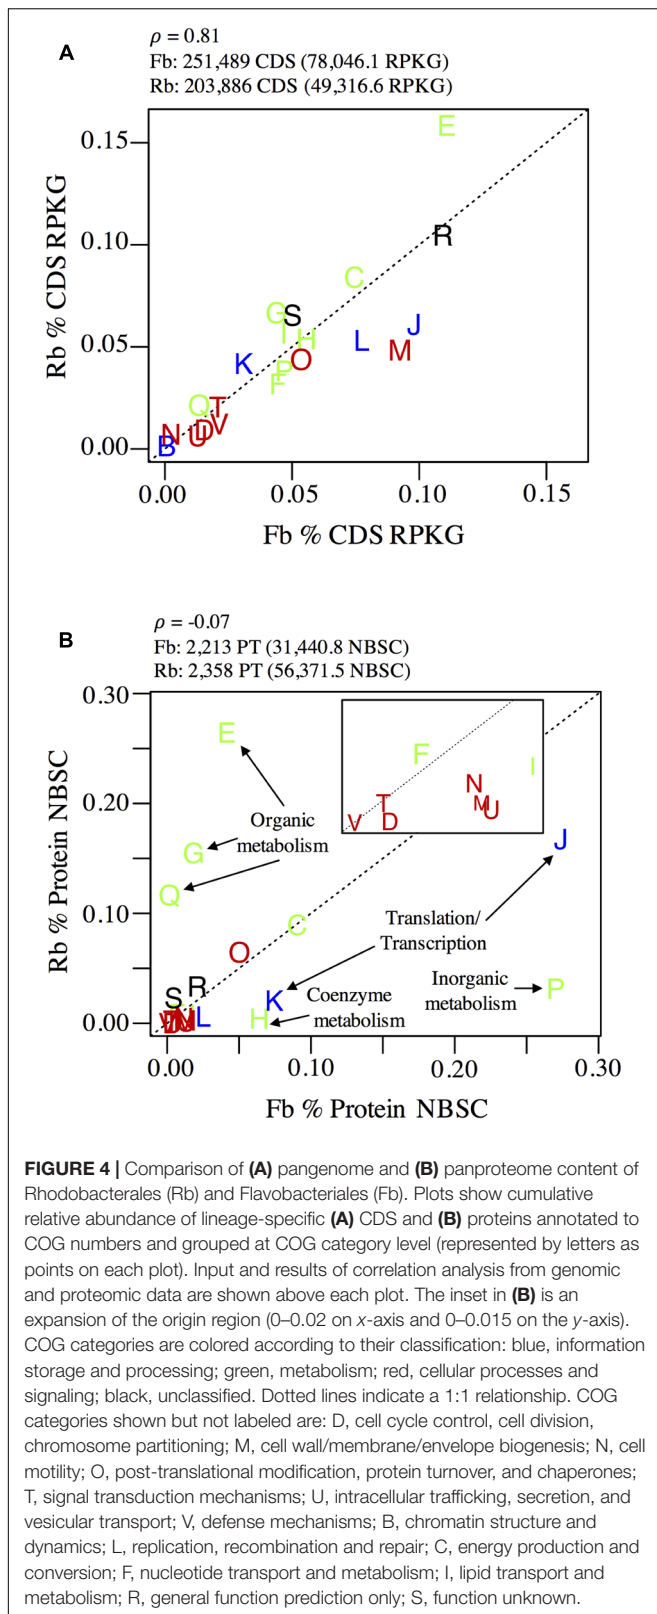 ρ = 0.81
A
Fb: 251,489 CDS (78,046.1 RPKG)
Rb: 203,886 CDS (49,316.6 RPKG)
E
0.15
R
0.10
C
G
S
I
H
J
L
M
0.05
K
O
P
F
Q
T
V
N
D
U
B
0.00
Rb % CDS RPKG
0.00 0.05 0.10 0.15
Fb % CDS RPKG
ρ = -0.07
B
Fb: 2,213 PT (31,440.8 NBSC)
Rb: 2,358 PT (56,371.5 NBSC)
0.30
E
F
I
N
T
M
U
V
D
0.20
Organic
metabolism
G
J
Q
0.10
Translation/
Transcription
C
O
R
S
K
L
Coenzyme
metabolism
H
Inorganic
metabolism
P
0.00
Rb % Protein NBSC
0.00 0.10 0.20 0.30
Fb % Protein NBSC
FIGURE 4 | Comparison of (A) pangenome and (B) panproteome content of
Rhodobacterales (Rb) and Flavobacteriales (Fb). Plots show cumulative
relative abundance of lineage-specific (A) CDS and (B) proteins annotated to
COG numbers and grouped at COG category level (represented by letters as
points on each plot). Input and results of correlation analysis from genomic
and proteomic data are shown above each plot. The inset in (B) is an
expansion of the origin region (0–0.02 on x-axis and 0–0.015 on the y-axis).
COG categories are colored according to their classification: blue, information
storage and processing; green, metabolism; red, cellular processes and
signaling; black, unclassified. Dotted lines indicate a 1:1 relationship. COG
categories shown but not labeled are: D, cell cycle control, cell division,
chromosome partitioning; M, cell wall/membrane/envelope biogenesis; N, cell
motility; O, post-translational modification, protein turnover, and chaperones;
T, signal transduction mechanisms; U, intracellular trafficking, secretion, and
vesicular transport; V, defense mechanisms; B, chromatin structure and
dynamics; L, replication, recombination and repair; C, energy production and
conversion; F, nucleotide transport and metabolism; I, lipid transport and
metabolism; R, general function prediction only; S, function unknown.